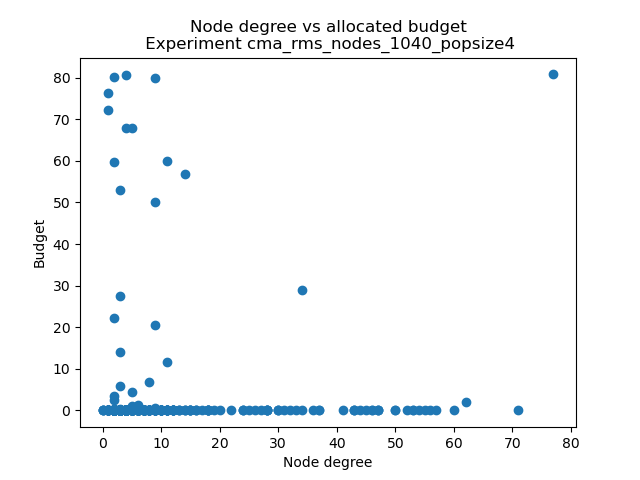 Node degree vs allocated budget
Experiment cma_rms_nodes_1040_popsize4
80
70
60
50
40
30
20
10
0
Budget
0 10 20 30 40 50 60 70 80
Node degree